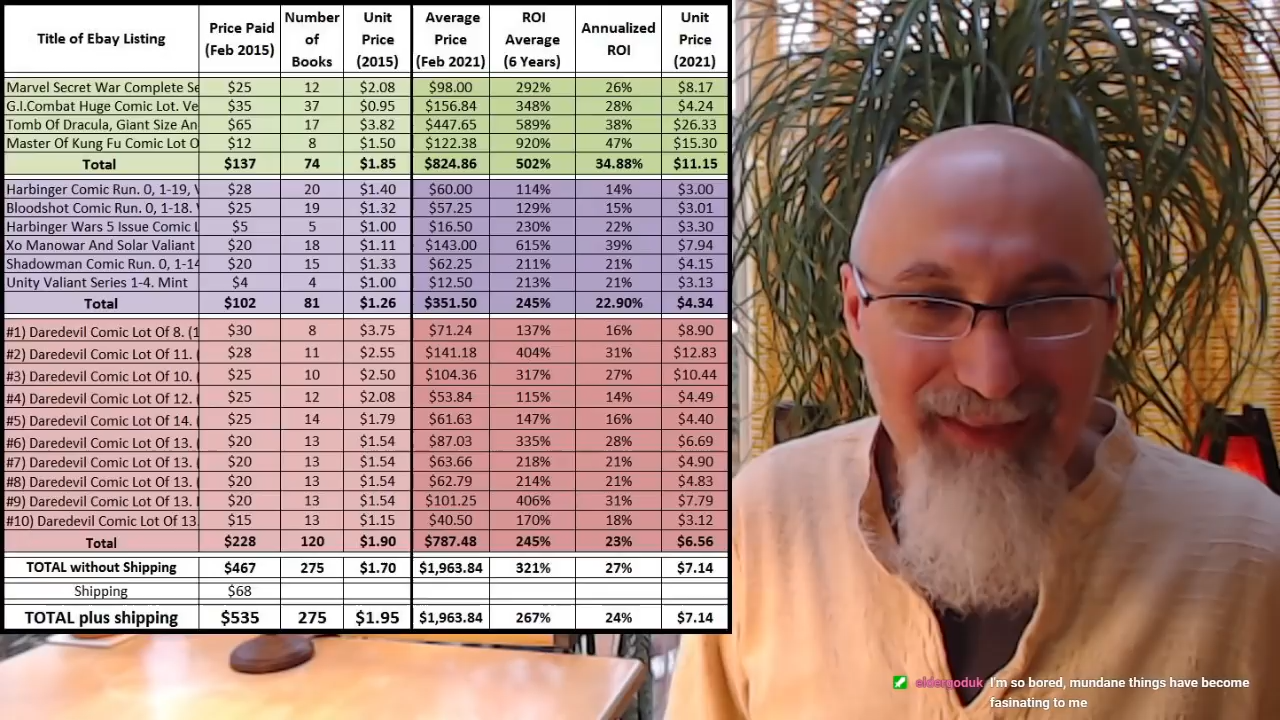 Title of Ebay Listing Price Paid (Feb 2015) Number of Books Unit Price (2015) Average Price (Feb 2021) ROI Average (6 Years) Annualized ROI Unit Price (2021)
Marvel Secret War Complete Se $25 12 $2.08 $98.00 292% 26% $8.17
G.I.Combat Huge Comic Lot. Ve $35 37 $0.95 $156.84 348% 28% $4.24
Tomb Of Dracula, Giant Size An $65 17 $3.82 $447.65 589% 38% $26.33
Master Of Kung Fu Comic Lot O $12 8 $1.50 $122.38 920% 47% $15.30
Total $137 74 $1.85 $824.86 502% 34.88% $11.15
Harbinger Comic Run. 0, 1-19, V $28 20 $1.40 $60.00 114% 14% $3.00
Bloodshot Comic Run. 0, 1-18. V $25 19 $1.32 $57.25 129% 15% $3.01
Harbinger Wars 5 Issue Comic L $5 5 $1.00 $16.50 230% 22% $3.30
Xo Manowar And Solar Valiant $20 18 $1.11 $143.00 615% 39% $7.94
Shadowman Comic Run. 0, 1-14 $20 15 $1.33 $62.25 211% 21% $4.15
Unity Valiant Series 1-4. Mint $4 4 $1.00 $12.50 213% 21% $3.13
Total $102 81 $1.26 $351.50 245% 22.90% $4.34
#1) Daredevil Comic Lot Of 8. (1 $30 8 $3.75 $71.24 137% 16% $8.90
#2) Daredevil Comic Lot Of 11. ( $28 11 $2.55 $141.18 404% 31% $12.83
#3) Daredevil Comic Lot Of 10. ( $25 10 $2.50 $104.36 317% 27% $10.44
#4) Daredevil Comic Lot Of 12. ( $25 12 $2.08 $53.84 115% 14% $4.49
#5) Daredevil Comic Lot Of 14. ( $25 14 $1.79 $61.63 147% 16% $4.40
#6) Daredevil Comic Lot Of 13. ( $20 13 $1.54 $87.03 335% 28% $6.69
#7) Daredevil Comic Lot Of 13. ( $20 13 $1.54 $63.66 218% 21% $4.90
#8) Daredevil Comic Lot Of 13. ( $20 13 $1.54 $62.79 214% 21% $4.83
#9) Daredevil Comic Lot Of 13. $20 13 $1.54 $101.25 406% 31% $7.79
#10) Daredevil Comic Lot Of 13. $15 13 $1.15 $40.50 170% 18% $3.12
Total $228 120 $1.90 $787.48 245% 23% $6.56
TOTAL without Shipping $467 275 $1.70 $1,963.84 321% 27% $7.14
Shipping $68
TOTAL plus shipping $535 275 $1.95 $1,963.84 267% 24% $7.14
eldergoduk I'm so bored, mundane things have become
fasinating to me